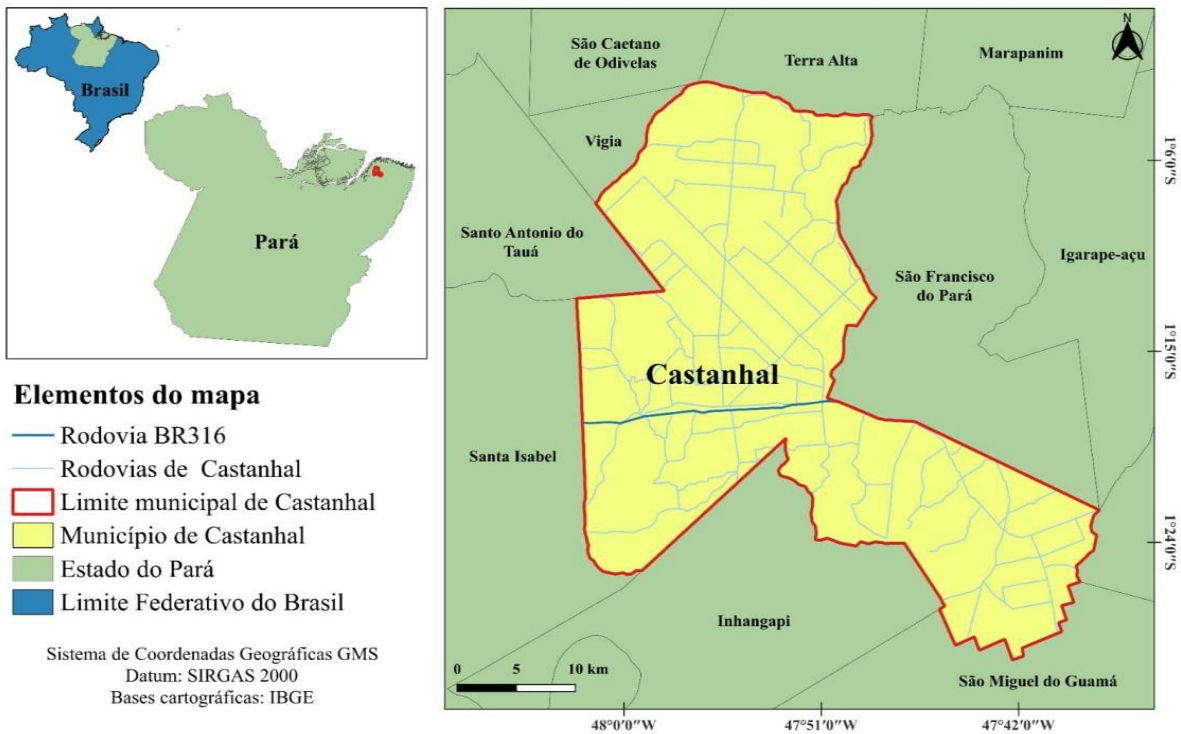 Brasil
Pará
Elementos do mapa
Rodovia BR316
Rodovias de Castanhal
Limite municipal de Castanhal
Município de Castanhal
Estado do Pará
Limite Federativo do Brasil
Sistema de Coordenadas Geográficas GMS
Datum: SIRGAS 2000
Bases cartográficas: IBGE
São Caetano
de Odivelas
Terra Alta
Marapanim
N
Vigia
1°6'0"S
Santo Antonio do
Tauá
São Francisco
do Pará
Igarape-açu
1°15'0"S
Castanhal
Santa Isabel
1°24'0"S
Inhangapi
0 5 10 km
São Miguel do Guamá
48°0'0"W 47°51'0"W 47°42'0"W